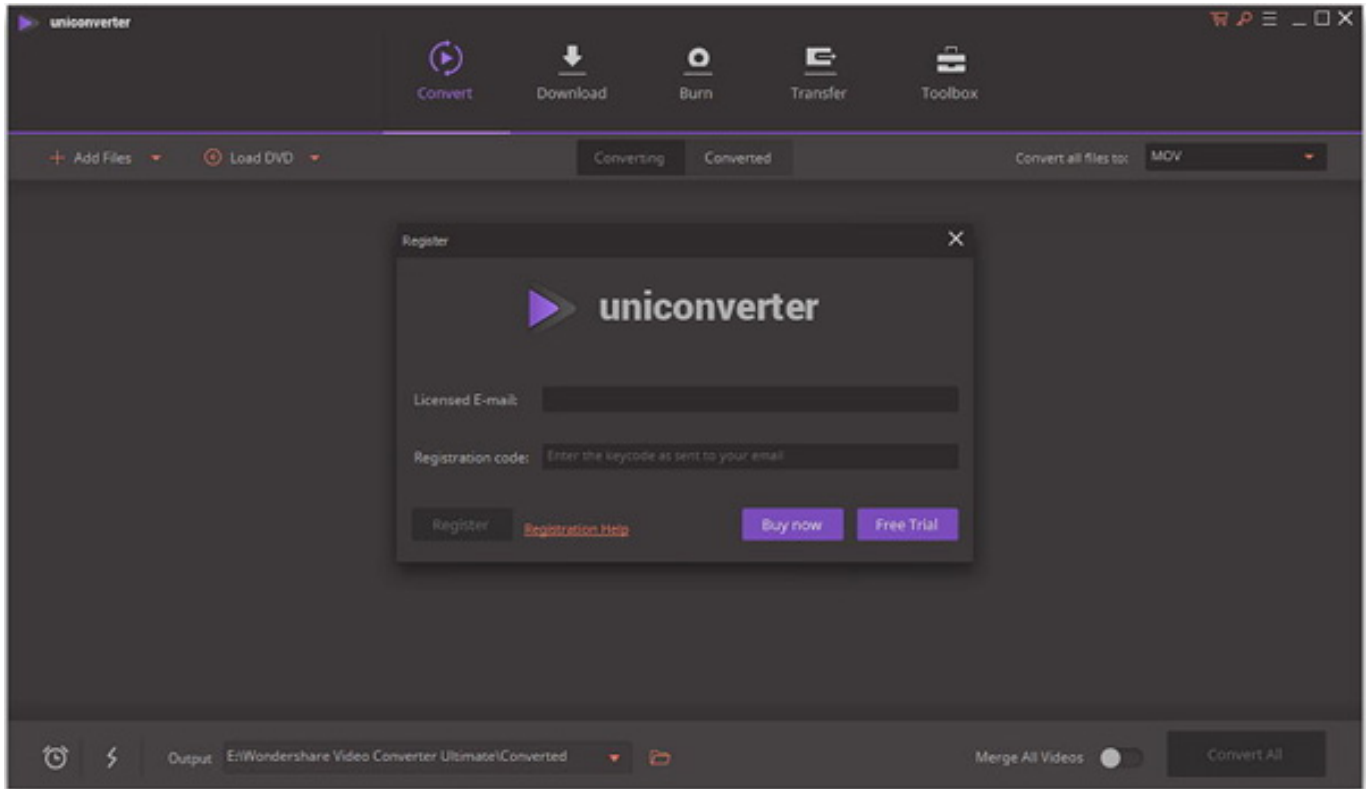 uniconverter
Convert
Download
Burn
Transfer
Toolbox
Add Files
Load DVD
Converting
Converted
Convert all files to:
MOV
Register
uniconverter
Licensed E-mail:
Registration code:
Enter the keycode as sent to your email
Register
Registration Help
Buy now
Free Trial
Output
E:\Wondershare Video Converter Ultimate\Converted
Merge All Videos
Convert All